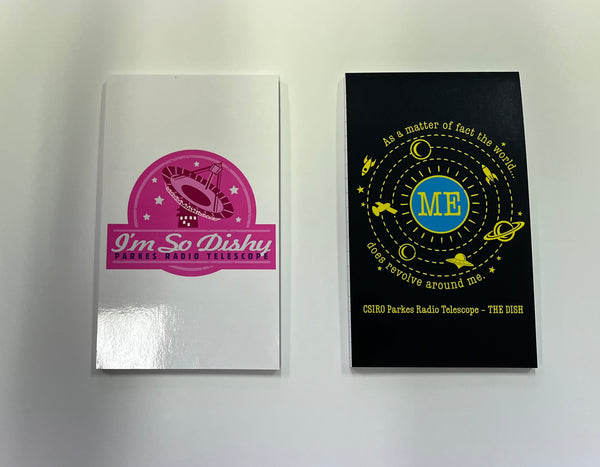 I'm So Dishy
PARKES RADIO TELESCOPE
As a matter of fact the world...
ME
does revolve around me.
CSIRO Parkes Radio Telescope – THE DISH